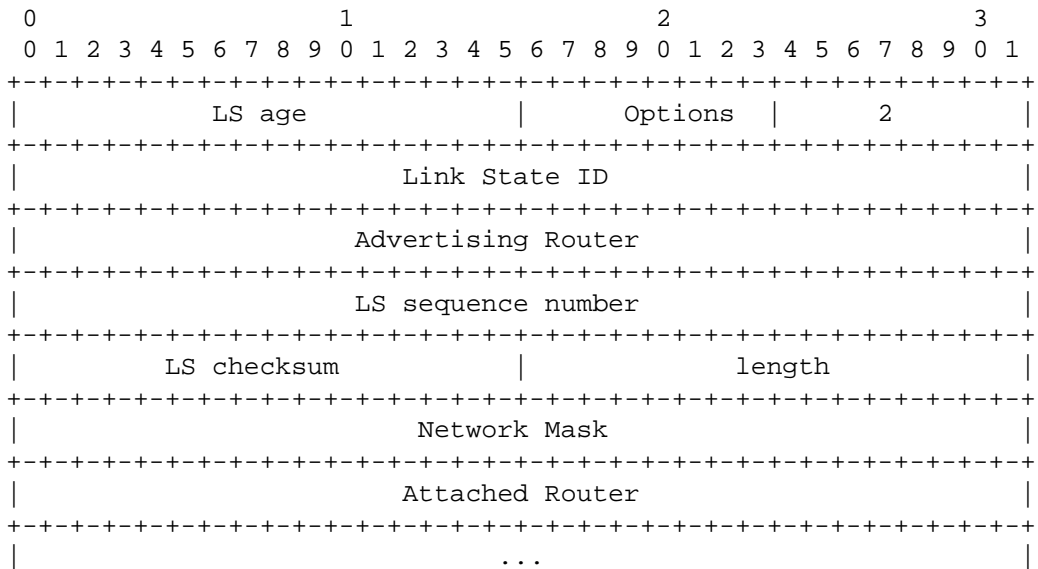 0                   1                   2                   3
0 1 2 3 4 5 6 7 8 9 0 1 2 3 4 5 6 7 8 9 0 1 2 3 4 5 6 7 8 9 0 1
+-+-+-+-+-+-+-+-+-+-+-+-+-+-+-+-+-+-+-+-+-+-+-+-+-+-+-+-+-+-+-+-+
|            LS age             |      Options  |      2        |
+-+-+-+-+-+-+-+-+-+-+-+-+-+-+-+-+-+-+-+-+-+-+-+-+-+-+-+-+-+-+-+-+
|                        Link State ID                          |
+-+-+-+-+-+-+-+-+-+-+-+-+-+-+-+-+-+-+-+-+-+-+-+-+-+-+-+-+-+-+-+-+
|                     Advertising Router                        |
+-+-+-+-+-+-+-+-+-+-+-+-+-+-+-+-+-+-+-+-+-+-+-+-+-+-+-+-+-+-+-+-+
|                     LS sequence number                        |
+-+-+-+-+-+-+-+-+-+-+-+-+-+-+-+-+-+-+-+-+-+-+-+-+-+-+-+-+-+-+-+-+
|         LS checksum           |             length            |
+-+-+-+-+-+-+-+-+-+-+-+-+-+-+-+-+-+-+-+-+-+-+-+-+-+-+-+-+-+-+-+-+
|                         Network Mask                          |
+-+-+-+-+-+-+-+-+-+-+-+-+-+-+-+-+-+-+-+-+-+-+-+-+-+-+-+-+-+-+-+-+
|                        Attached Router                        |
+-+-+-+-+-+-+-+-+-+-+-+-+-+-+-+-+-+-+-+-+-+-+-+-+-+-+-+-+-+-+-+-+
|                              ...                              |